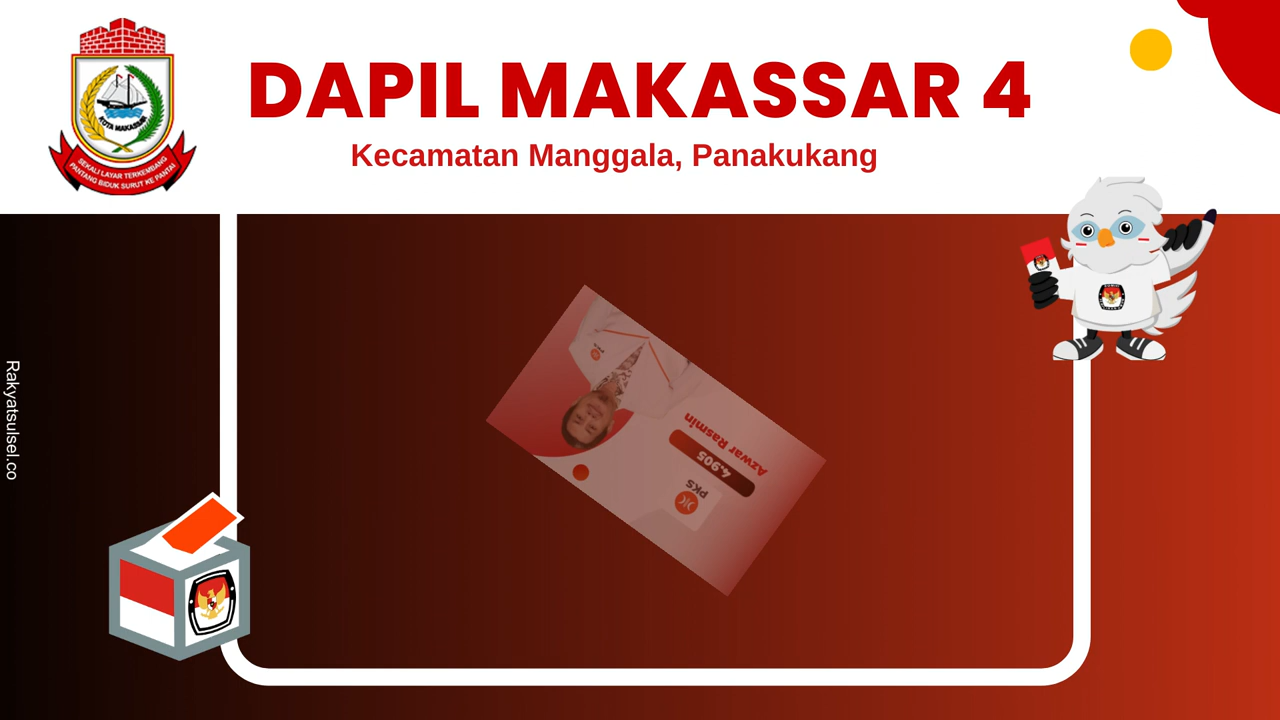 DAPIL MAKASSAR 4
Kecamatan Manggala, Panakukang
KOTA MAKASSAR
SEKALI LAYAR TERKEMBANG
PANTANG BIDUK SURUT KE PANTAI
Rakyatsulsel.co
Azwar Rasmin
4.905
PKS